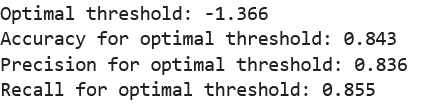 Optimal threshold: -1.366
Accuracy for optimal threshold: 0.843
Precision for optimal threshold: 0.836
Recall for optimal threshold: 0.855